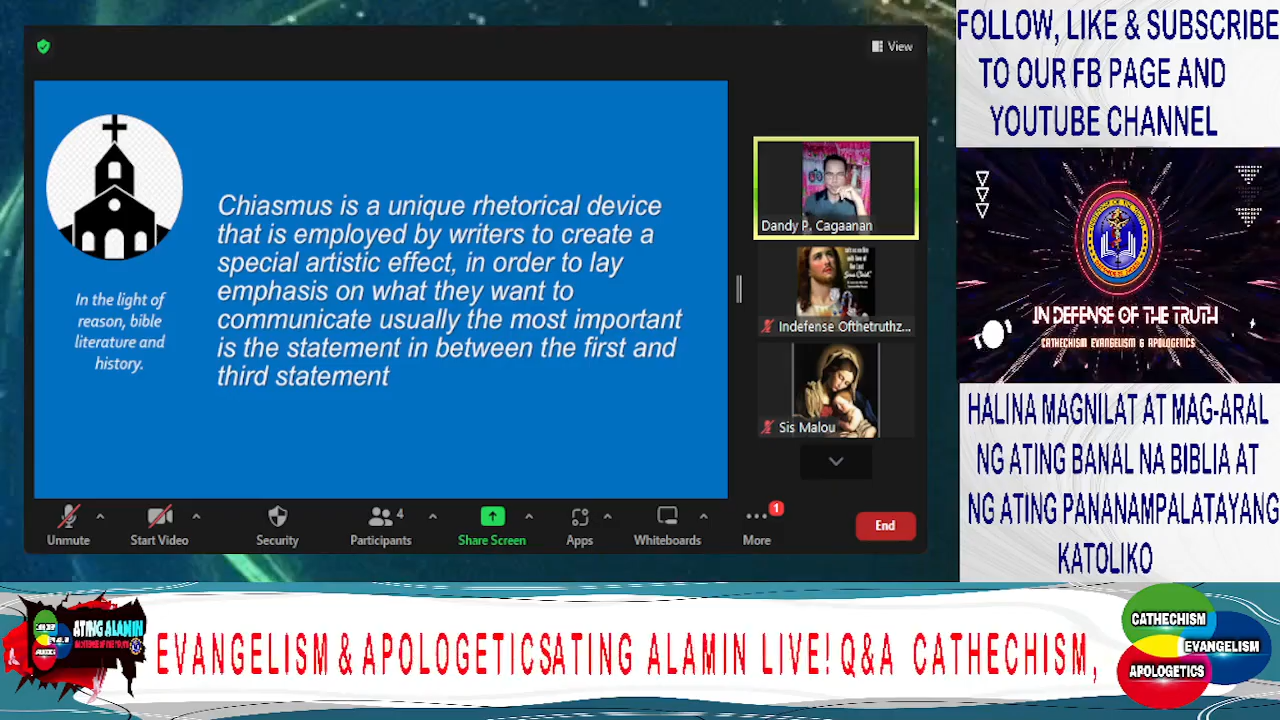 View
In the light of
reason, bible
literature and
history.
Chiasmus is a unique rhetorical device
that is employed by writers to create a
special artistic effect, in order to lay
emphasis on what they want to
communicate usually the most important
is the statement in between the first and
third statement
Dandy P. Cagaanan
Indefense Ofthetruthz...
Sis Malou
Unmute
Start Video
Security
4
Participants
Share Screen
Apps
Whiteboards
1
More
End
FOLLOW, LIKE & SUBSCRIBE
TO OUR FB PAGE AND
YOUTUBE CHANNEL
IN DEFENSE OF THE TRUTH
CATECHISM EVANGELISM & APOLOGETICS
HALINA MAGNILAT AT MAG-ARAL
NG ATING BANAL NA BIBLIA AT
NG ATING PANANAMPALATAYANG
KATOLIKO
ATING ALAMIN
EVANGELISM & APOLOGETICSATING ALAMIN LIVE! Q&A CATHECHISM,
CATHECHISM
EVANGELISM
APOLOGETICS